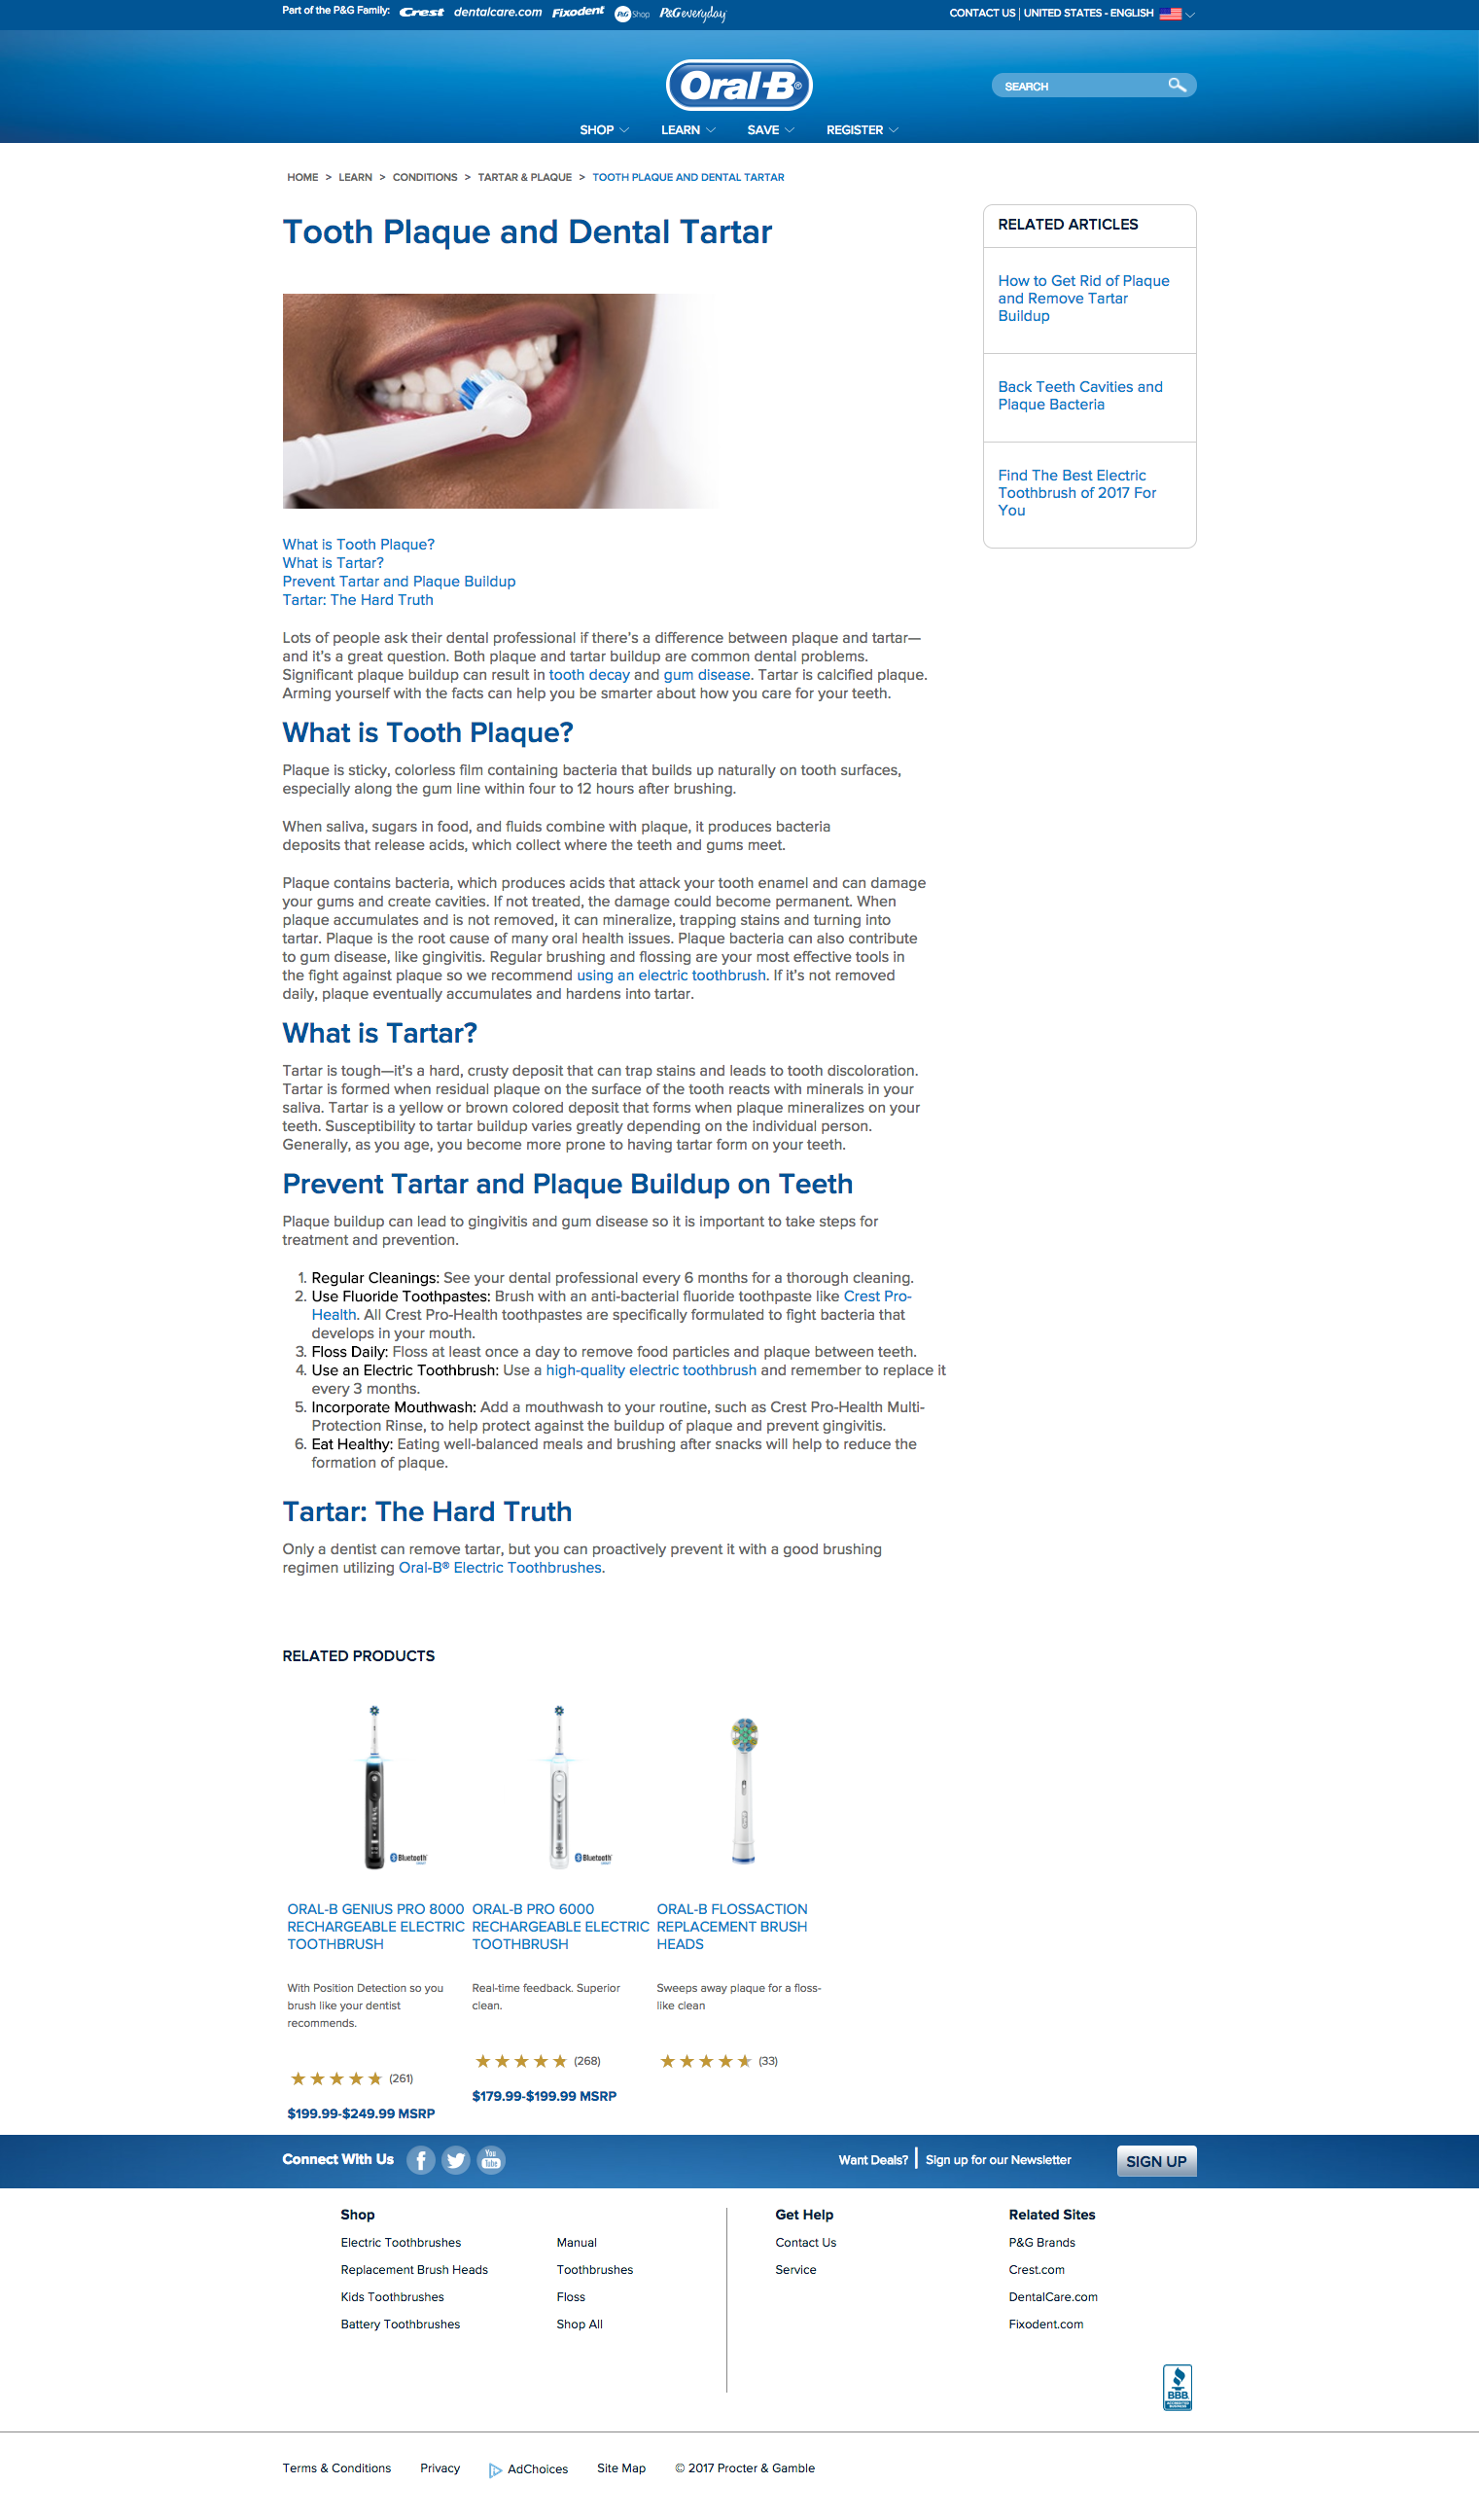 Part of the P&G Family: Crest dentalcare.com Fixodent P&G Shop P&G everyday
CONTACT US | UNITED STATES - ENGLISH
Oral-B®
SEARCH
SHOP LEARN SAVE REGISTER
HOME > LEARN > CONDITIONS > TARTAR & PLAQUE > TOOTH PLAQUE AND DENTAL TARTAR
Tooth Plaque and Dental Tartar
RELATED ARTICLES
How to Get Rid of Plaque
and Remove Tartar
Buildup
Back Teeth Cavities and
Plaque Bacteria
Find The Best Electric
Toothbrush of 2017 For
You
What is Tooth Plaque?
What is Tartar?
Prevent Tartar and Plaque Buildup
Tartar: The Hard Truth
Lots of people ask their dental professional if there's a difference between plaque and tartar—
and it's a great question. Both plaque and tartar buildup are common dental problems.
Significant plaque buildup can result in tooth decay and gum disease. Tartar is calcified plaque.
Arming yourself with the facts can help you be smarter about how you care for your teeth.
What is Tooth Plaque?
Plaque is sticky, colorless film containing bacteria that builds up naturally on tooth surfaces,
especially along the gum line within four to 12 hours after brushing.
When saliva, sugars in food, and fluids combine with plaque, it produces bacteria
deposits that release acids, which collect where the teeth and gums meet.
Plaque contains bacteria, which produces acids that attack your tooth enamel and can damage
your gums and create cavities. If not treated, the damage could become permanent. When
plaque accumulates and is not removed, it can mineralize, trapping stains and turning into
tartar. Plaque is the root cause of many oral health issues. Plaque bacteria can also contribute
to gum disease, like gingivitis. Regular brushing and flossing are your most effective tools in
the fight against plaque so we recommend using an electric toothbrush. If it's not removed
daily, plaque eventually accumulates and hardens into tartar.
What is Tartar?
Tartar is tough—it's a hard, crusty deposit that can trap stains and leads to tooth discoloration.
Tartar is formed when residual plaque on the surface of the tooth reacts with minerals in your
saliva. Tartar is a yellow or brown colored deposit that forms when plaque mineralizes on your
teeth. Susceptibility to tartar buildup varies greatly depending on the individual person.
Generally, as you age, you become more prone to having tartar form on your teeth.
Prevent Tartar and Plaque Buildup on Teeth
Plaque buildup can lead to gingivitis and gum disease so it is important to take steps for
treatment and prevention.
1. Regular Cleanings: See your dental professional every 6 months for a thorough cleaning.
2. Use Fluoride Toothpastes: Brush with an anti-bacterial fluoride toothpaste like Crest Pro-
Health. All Crest Pro-Health toothpastes are specifically formulated to fight bacteria that
develops in your mouth.
3. Floss Daily: Floss at least once a day to remove food particles and plaque between teeth.
4. Use an Electric Toothbrush: Use a high-quality electric toothbrush and remember to replace it
every 3 months.
5. Incorporate Mouthwash: Add a mouthwash to your routine, such as Crest Pro-Health Multi-
Protection Rinse, to help protect against the buildup of plaque and prevent gingivitis.
6. Eat Healthy: Eating well-balanced meals and brushing after snacks will help to reduce the
formation of plaque.
Tartar: The Hard Truth
Only a dentist can remove tartar, but you can proactively prevent it with a good brushing
regimen utilizing Oral-B® Electric Toothbrushes.
RELATED PRODUCTS
Bluetooth
Bluetooth
ORAL-B GENIUS PRO 8000
RECHARGEABLE ELECTRIC
TOOTHBRUSH
With Position Detection so you
brush like your dentist
recommends.
(261)
$199.99-$249.99 MSRP
ORAL-B PRO 6000
RECHARGEABLE ELECTRIC
TOOTHBRUSH
Real-time feedback. Superior
clean.
(268)
$179.99-$199.99 MSRP
ORAL-B FLOSSACTION
REPLACEMENT BRUSH
HEADS
Sweeps away plaque for a floss-
like clean
(33)
Connect With Us
You Tube
Want Deals? | Sign up for our Newsletter
SIGN UP
Shop
Electric Toothbrushes
Replacement Brush Heads
Kids Toothbrushes
Battery Toothbrushes
Manual
Toothbrushes
Floss
Shop All
Get Help
Contact Us
Service
Related Sites
P&G Brands
Crest.com
DentalCare.com
Fixodent.com
BBB
Terms & Conditions Privacy AdChoices Site Map © 2017 Procter & Gamble